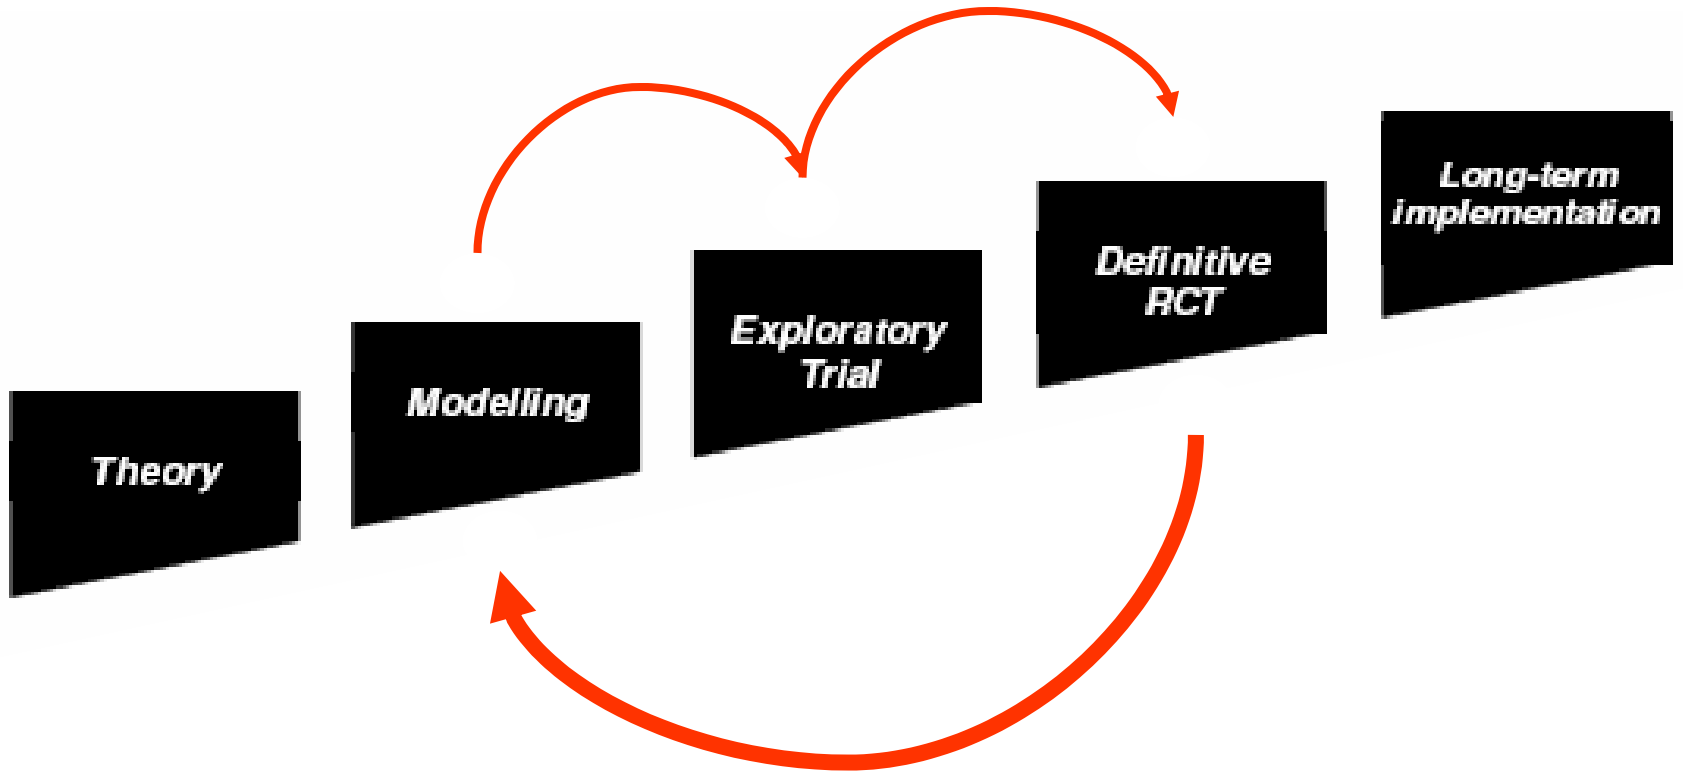 Theory
Modelling
Exploratory
Trial
Definitive
RCT
Long-term
implementation